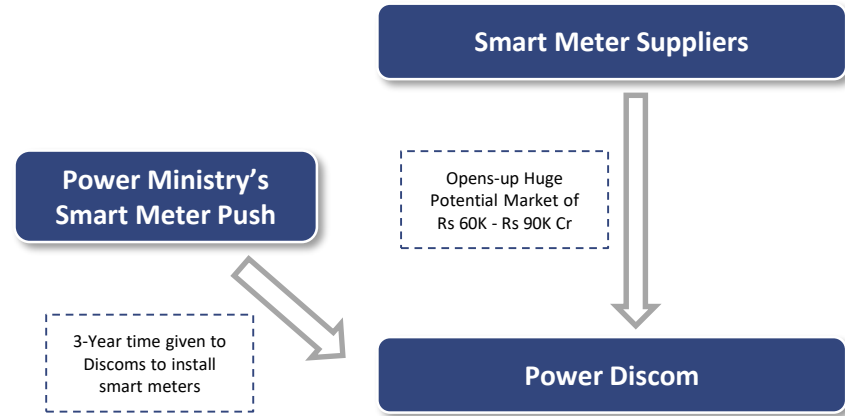 Smart Meter Suppliers
Power Ministry’s
Smart Meter Push
Opens-up Huge
Potential Market of
Rs 60K - Rs 90K Cr
3-Year time given to
Discoms to install
smart meters
Power Discom